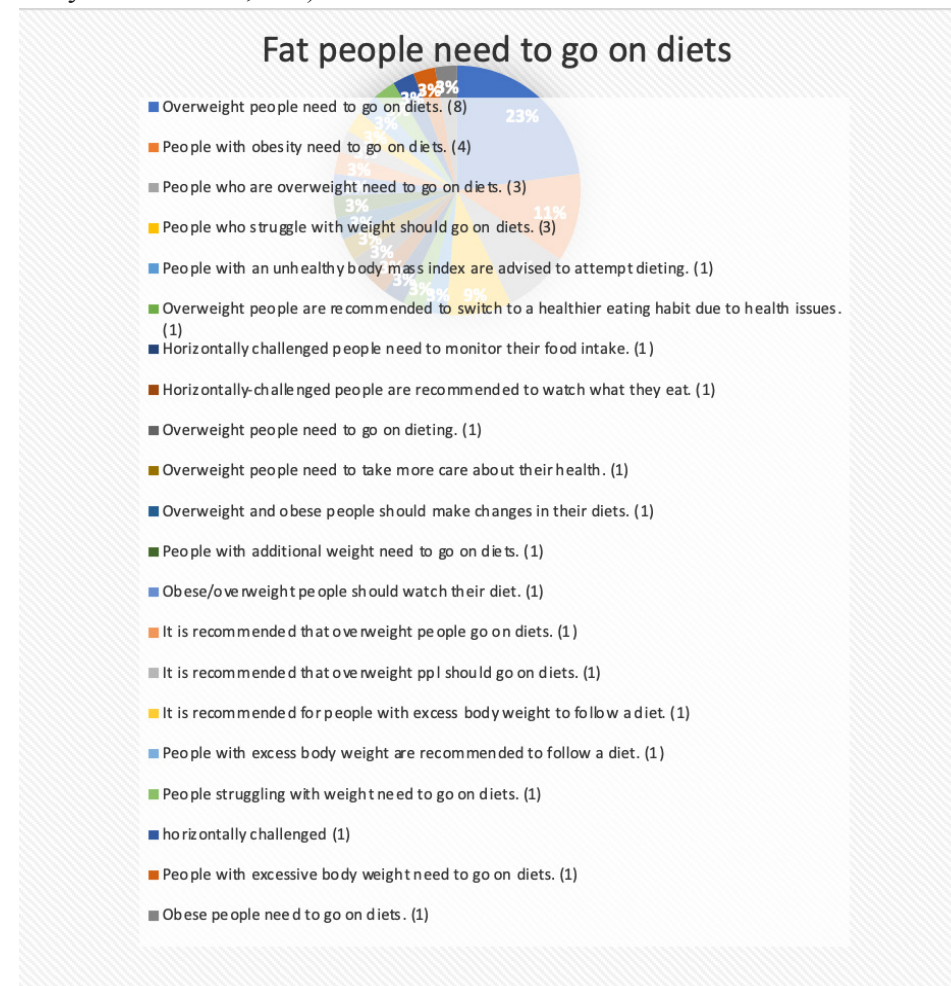 Fat people need to go on diets
3% 3% 3%
Overweight people need to go on diets. (8)
23%
3%
People with obesity need to go on diets. (4)
3%
People who are overweight need to go on diets. (3)
3%
11%
People who struggle with weight should go on diets. (3)
3%
3%
People with an unhealthy body mass index are advised to attempt dieting. (1)
3%
3% 3% 9%
Overweight people are recommended to switch to a healthier eating habit due to health issues.
(1)
Horizontally challenged people need to monitor their food intake. (1)
Horizontally-challenged people are recommended to watch what they eat. (1)
Overweight people need to go on dieting. (1)
Overweight people need to take more care about their health. (1)
Overweight and obese people should make changes in their diets. (1)
People with additional weight need to go on diets. (1)
Obese/overweight people should watch their diet. (1)
It is recommended that overweight people go on diets. (1)
It is recommended that overweight ppl should go on diets. (1)
It is recommended for people with excess body weight to follow a diet. (1)
People with excess body weight are recommended to follow a diet. (1)
People struggling with weight need to go on diets. (1)
horizontally challenged (1)
People with excessive body weight need to go on diets. (1)
Obese people need to go on diets. (1)